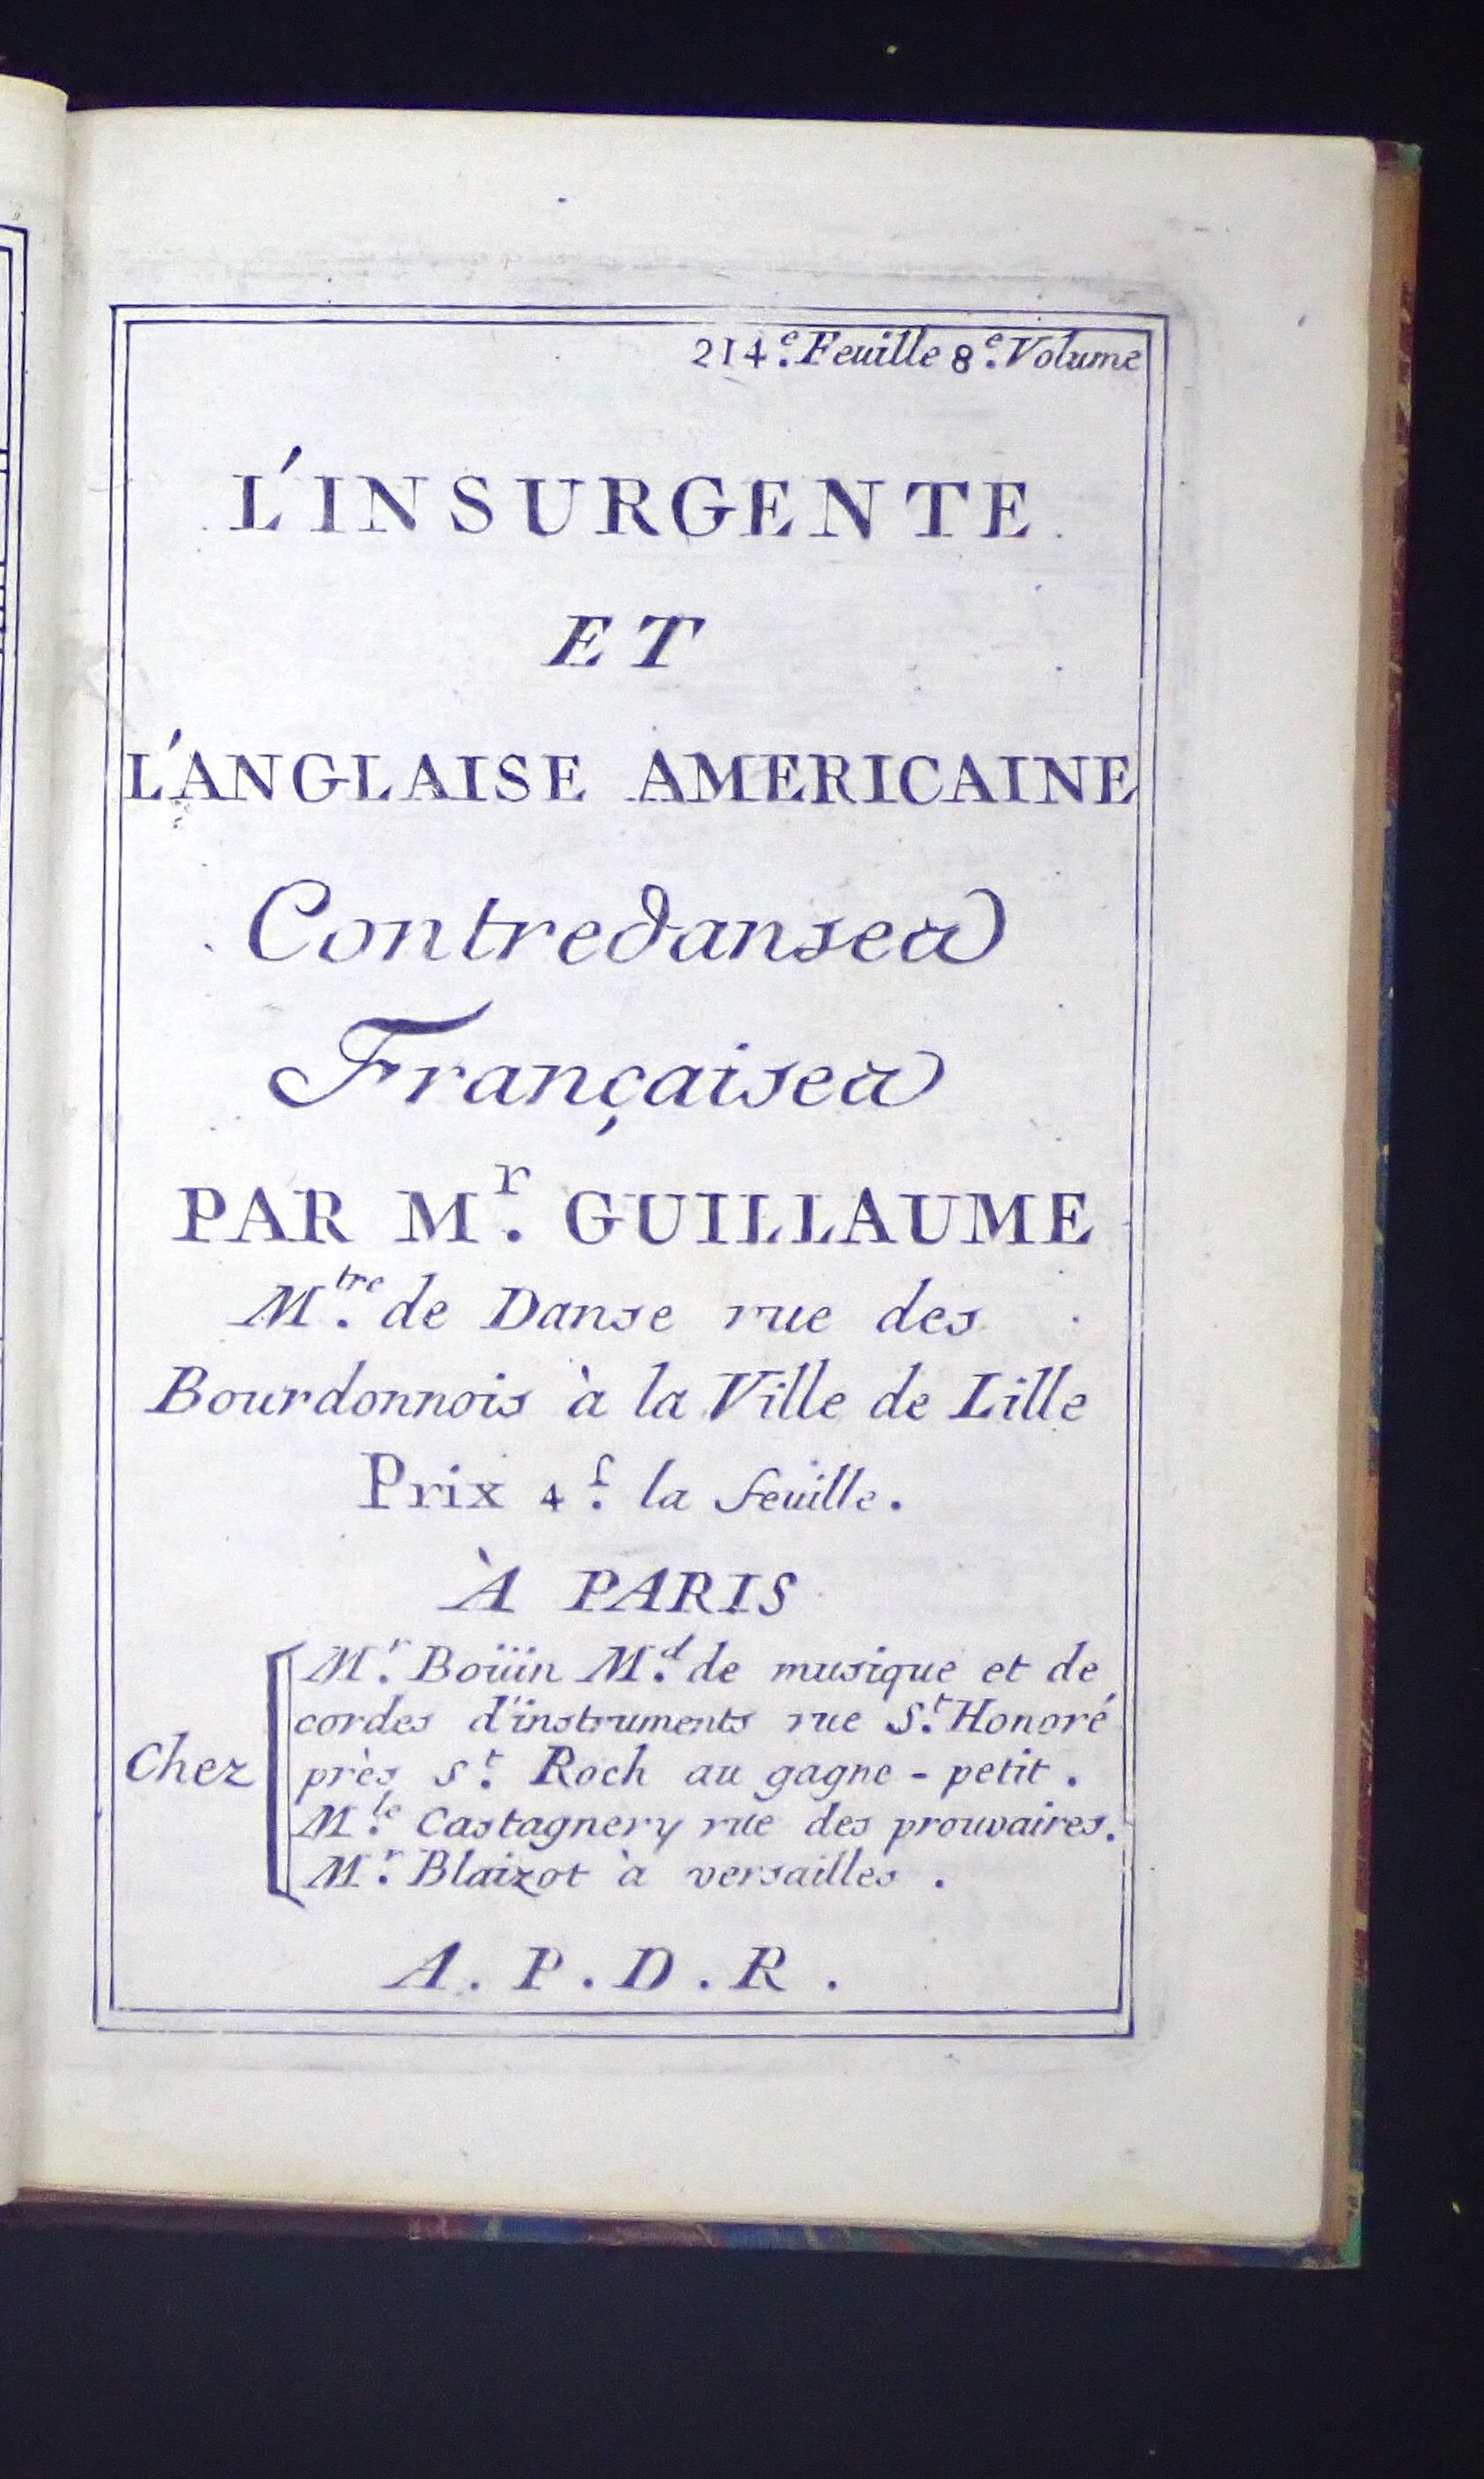 214.e Feuille 8.e Volume
L'INSURGENTE
ET
L'ANGLAISE AMERICAINE
Contredanses
Françaises
PAR M.r GUILLAUME
M.tre de Danse rue des
Bourdonnois à la Ville de Lille
Prix 4.f la feuille.
À PARIS
Chez
M.r Boüin M.d de musique et de
cordes d'instruments rue S.t Honoré
près S.t Roch au gagne - petit.
M.le Castagnery rue des prouvaires.
M.r Blaizot à versailles.
A. P. D. R.